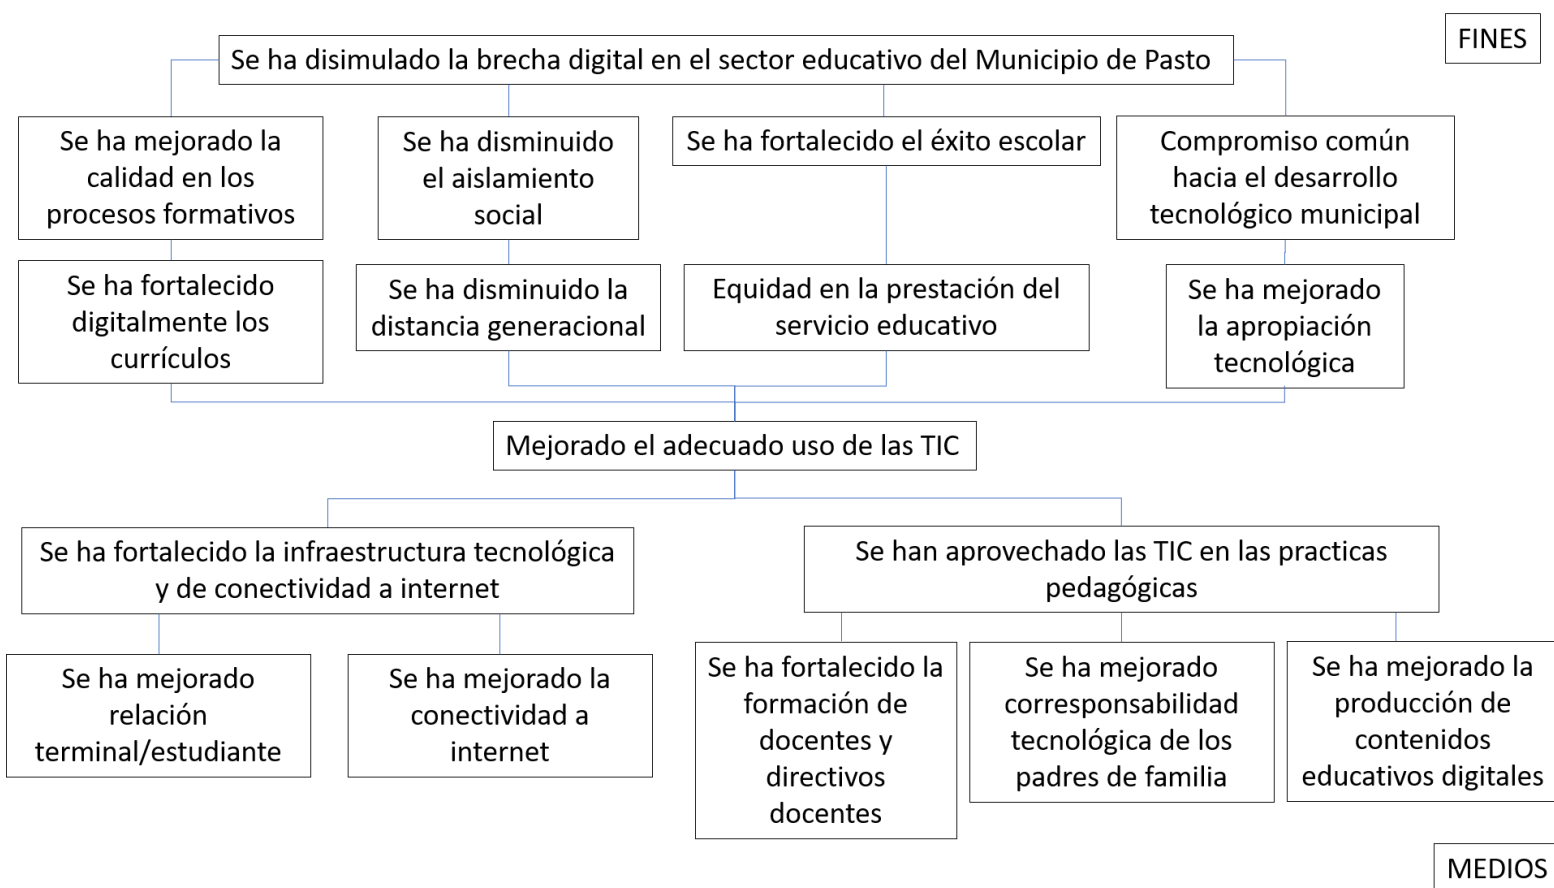 FINES
Se ha disimulado la brecha digital en el sector educativo del Municipio de Pasto
Se ha mejorado la
calidad en los
procesos formativos
Se ha disminuido
el aislamiento
social
Se ha fortalecido el éxito escolar
Compromiso común
hacia el desarrollo
tecnológico municipal
Se ha fortalecido
digitalmente los
currículos
Se ha disminuido la
distancia generacional
Equidad en la prestación del
servicio educativo
Se ha mejorado
la apropiación
tecnológica
Mejorado el adecuado uso de las TIC
Se ha fortalecido la infraestructura tecnológica
y de conectividad a internet
Se han aprovechado las TIC en las practicas
pedagógicas
Se ha mejorado
relación
terminal/estudiante
Se ha mejorado la
conectividad a
internet
Se ha fortalecido la
formación de
docentes y
directivos
docentes
Se ha mejorado
corresponsabilidad
tecnológica de los
padres de familia
Se ha mejorado la
producción de
contenidos
educativos digitales
MEDIOS